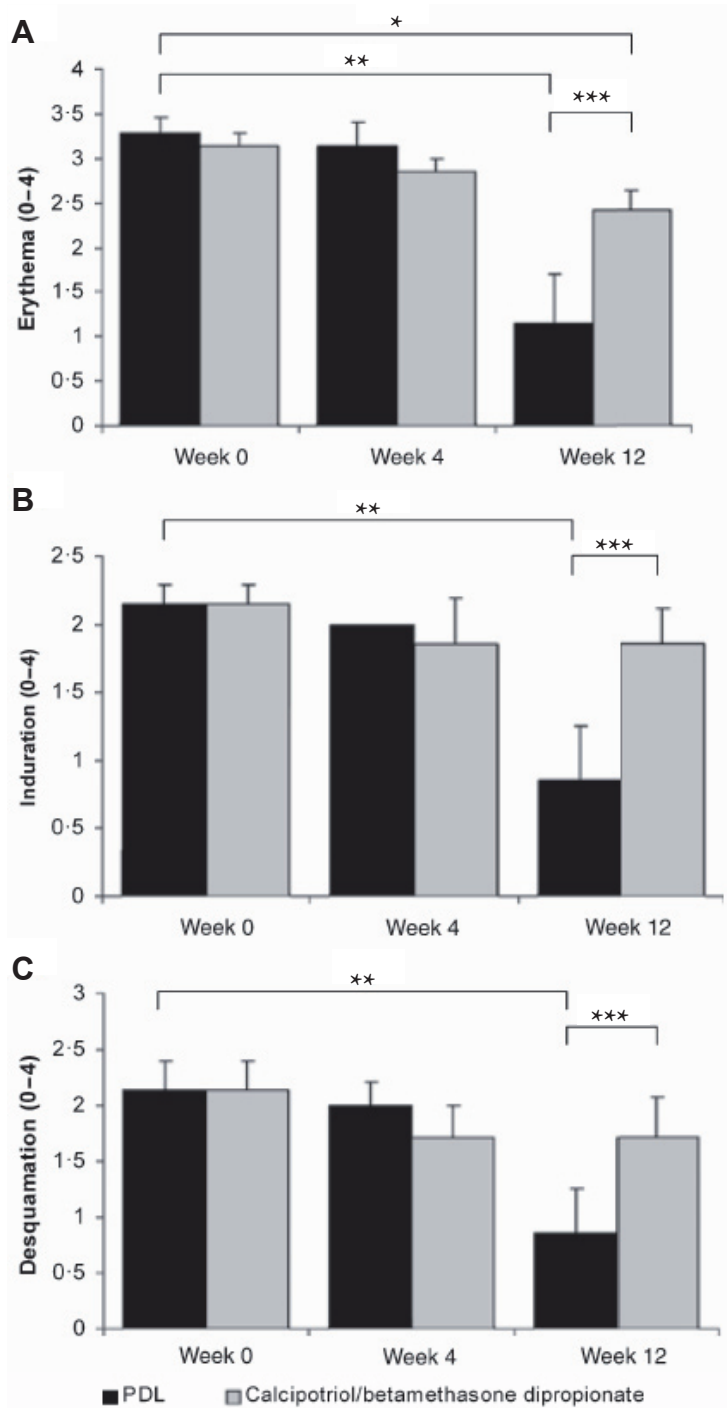 A
*
**
***
4
3·5
3
2·5
2
1·5
1
0·5
0
Erythema (0–4)
Week 0 Week 4 Week 12
B
**
***
2·5
2
1·5
1
0·5
0
Induration (0–4)
Week 0 Week 4 Week 12
C
**
***
3
2·5
2
1·5
1
0·5
0
Desquamation (0–4)
Week 0 Week 4 Week 12
PDL Calcipotriol/betamethasone dipropionate